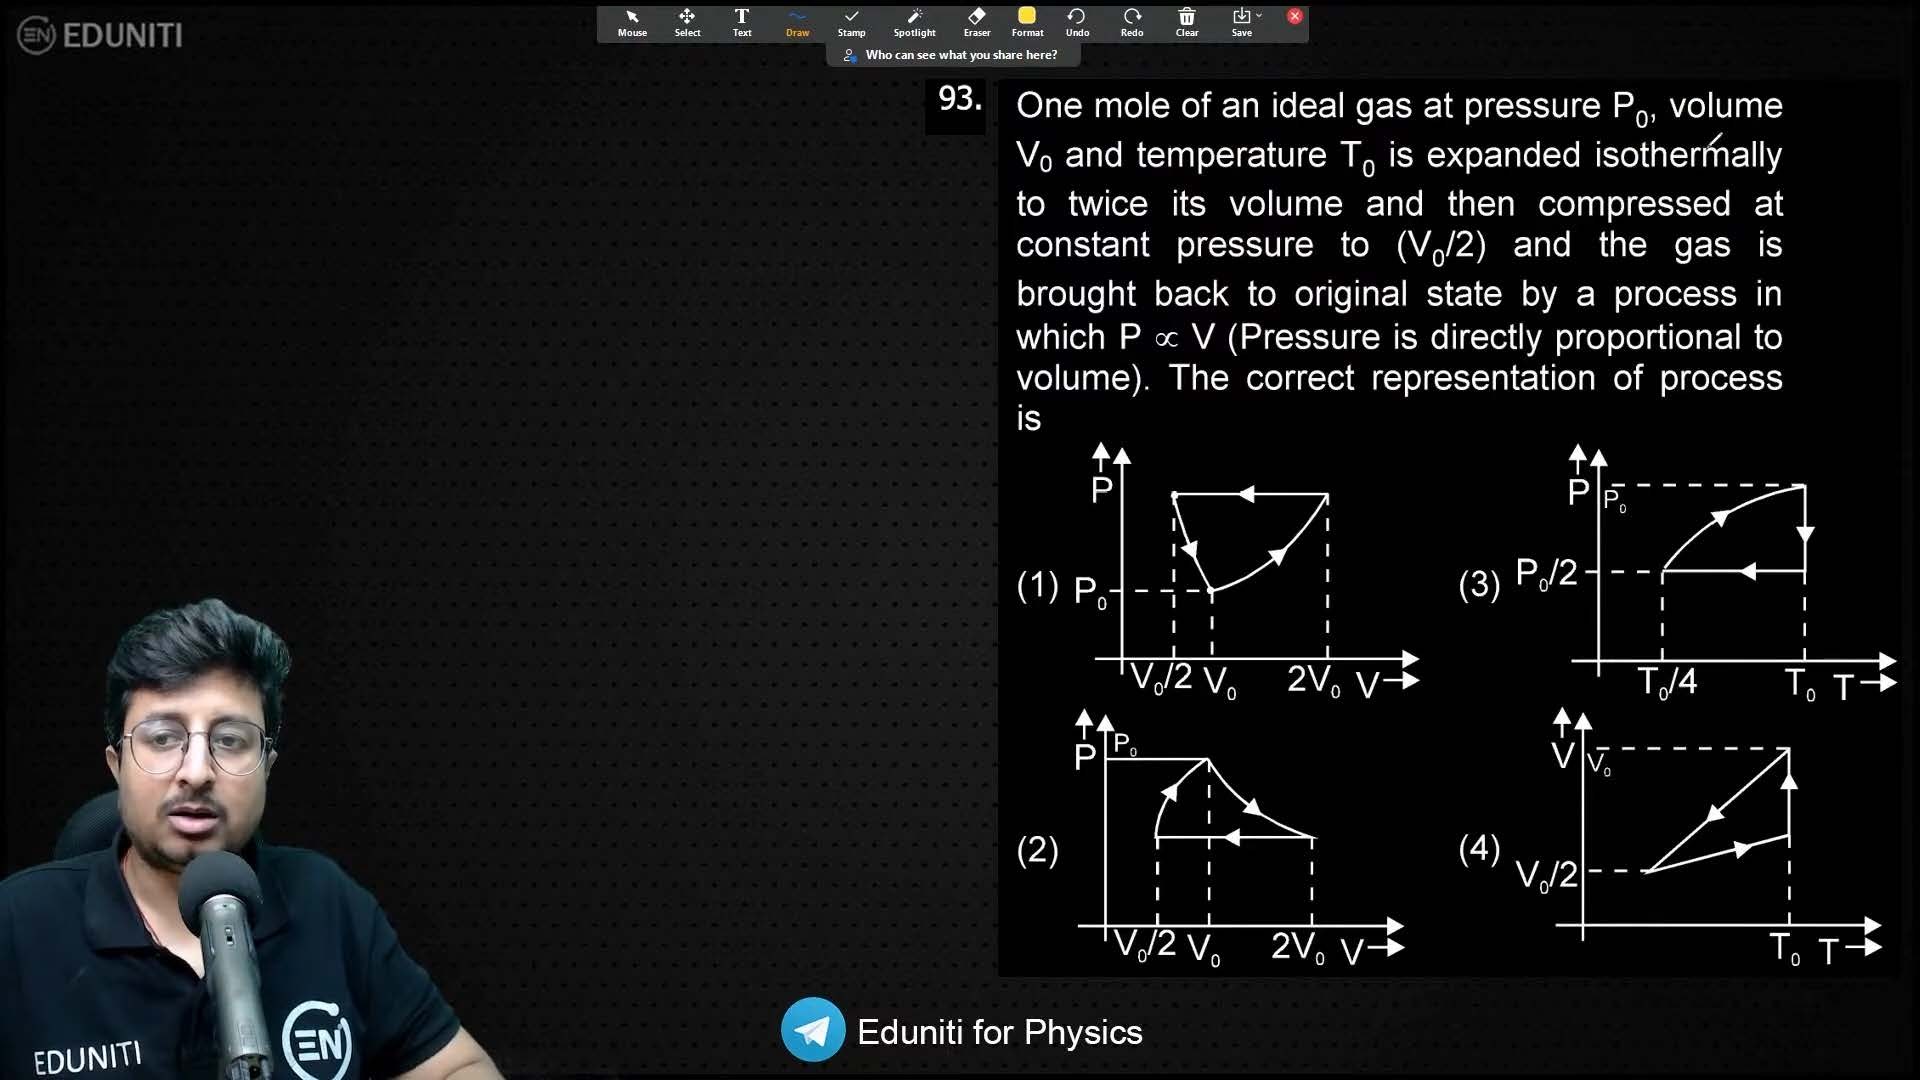 EN EDUNITI
Mouse Select Text Draw Stamp Spotlight Eraser Format Undo Redo Clear Save
Who can see what you share here?
93. One mole of an ideal gas at pressure P₀, volume
V₀ and temperature T₀ is expanded isothermally
to twice its volume and then compressed at
constant pressure to (V₀/2) and the gas is
brought back to original state by a process in
which P ∝ V (Pressure is directly proportional to
volume). The correct representation of process
is
(1) P P₀ V₀/2 V₀ 2V₀ V
(3) P P₀ P₀/2 T₀/4 T₀ T
(2) P P₀ V₀/2 V₀ 2V₀ V
(4) V V₀ V₀/2 T₀ T
EDUNITI EN
Eduniti for Physics